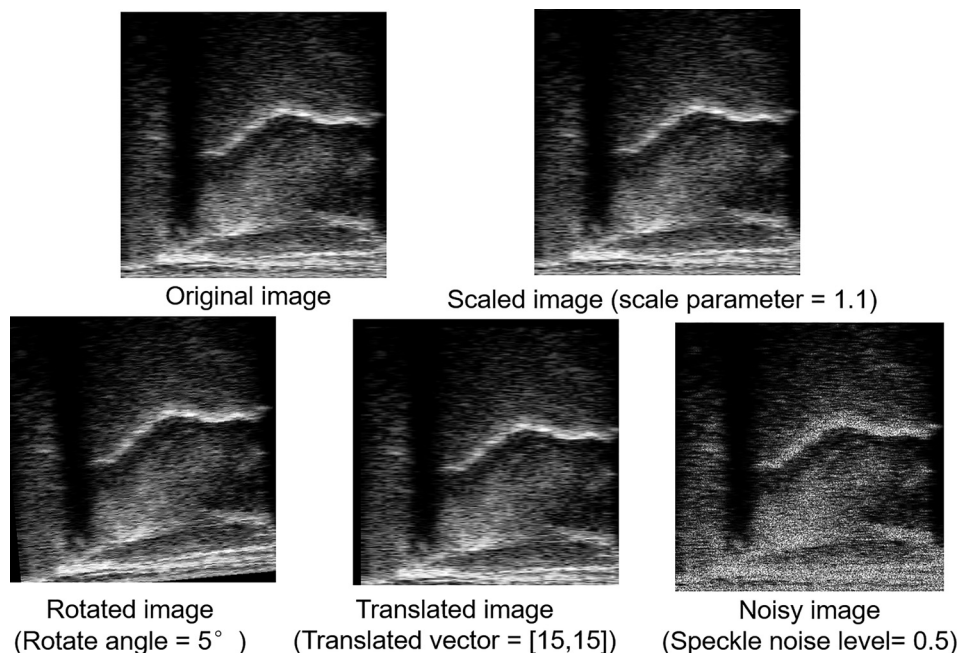 Original image
Scaled image (scale parameter = 1.1)
Rotated image
(Rotate angle = 5° )
Translated image
(Translated vector = [15,15])
Noisy image
(Speckle noise level= 0.5)